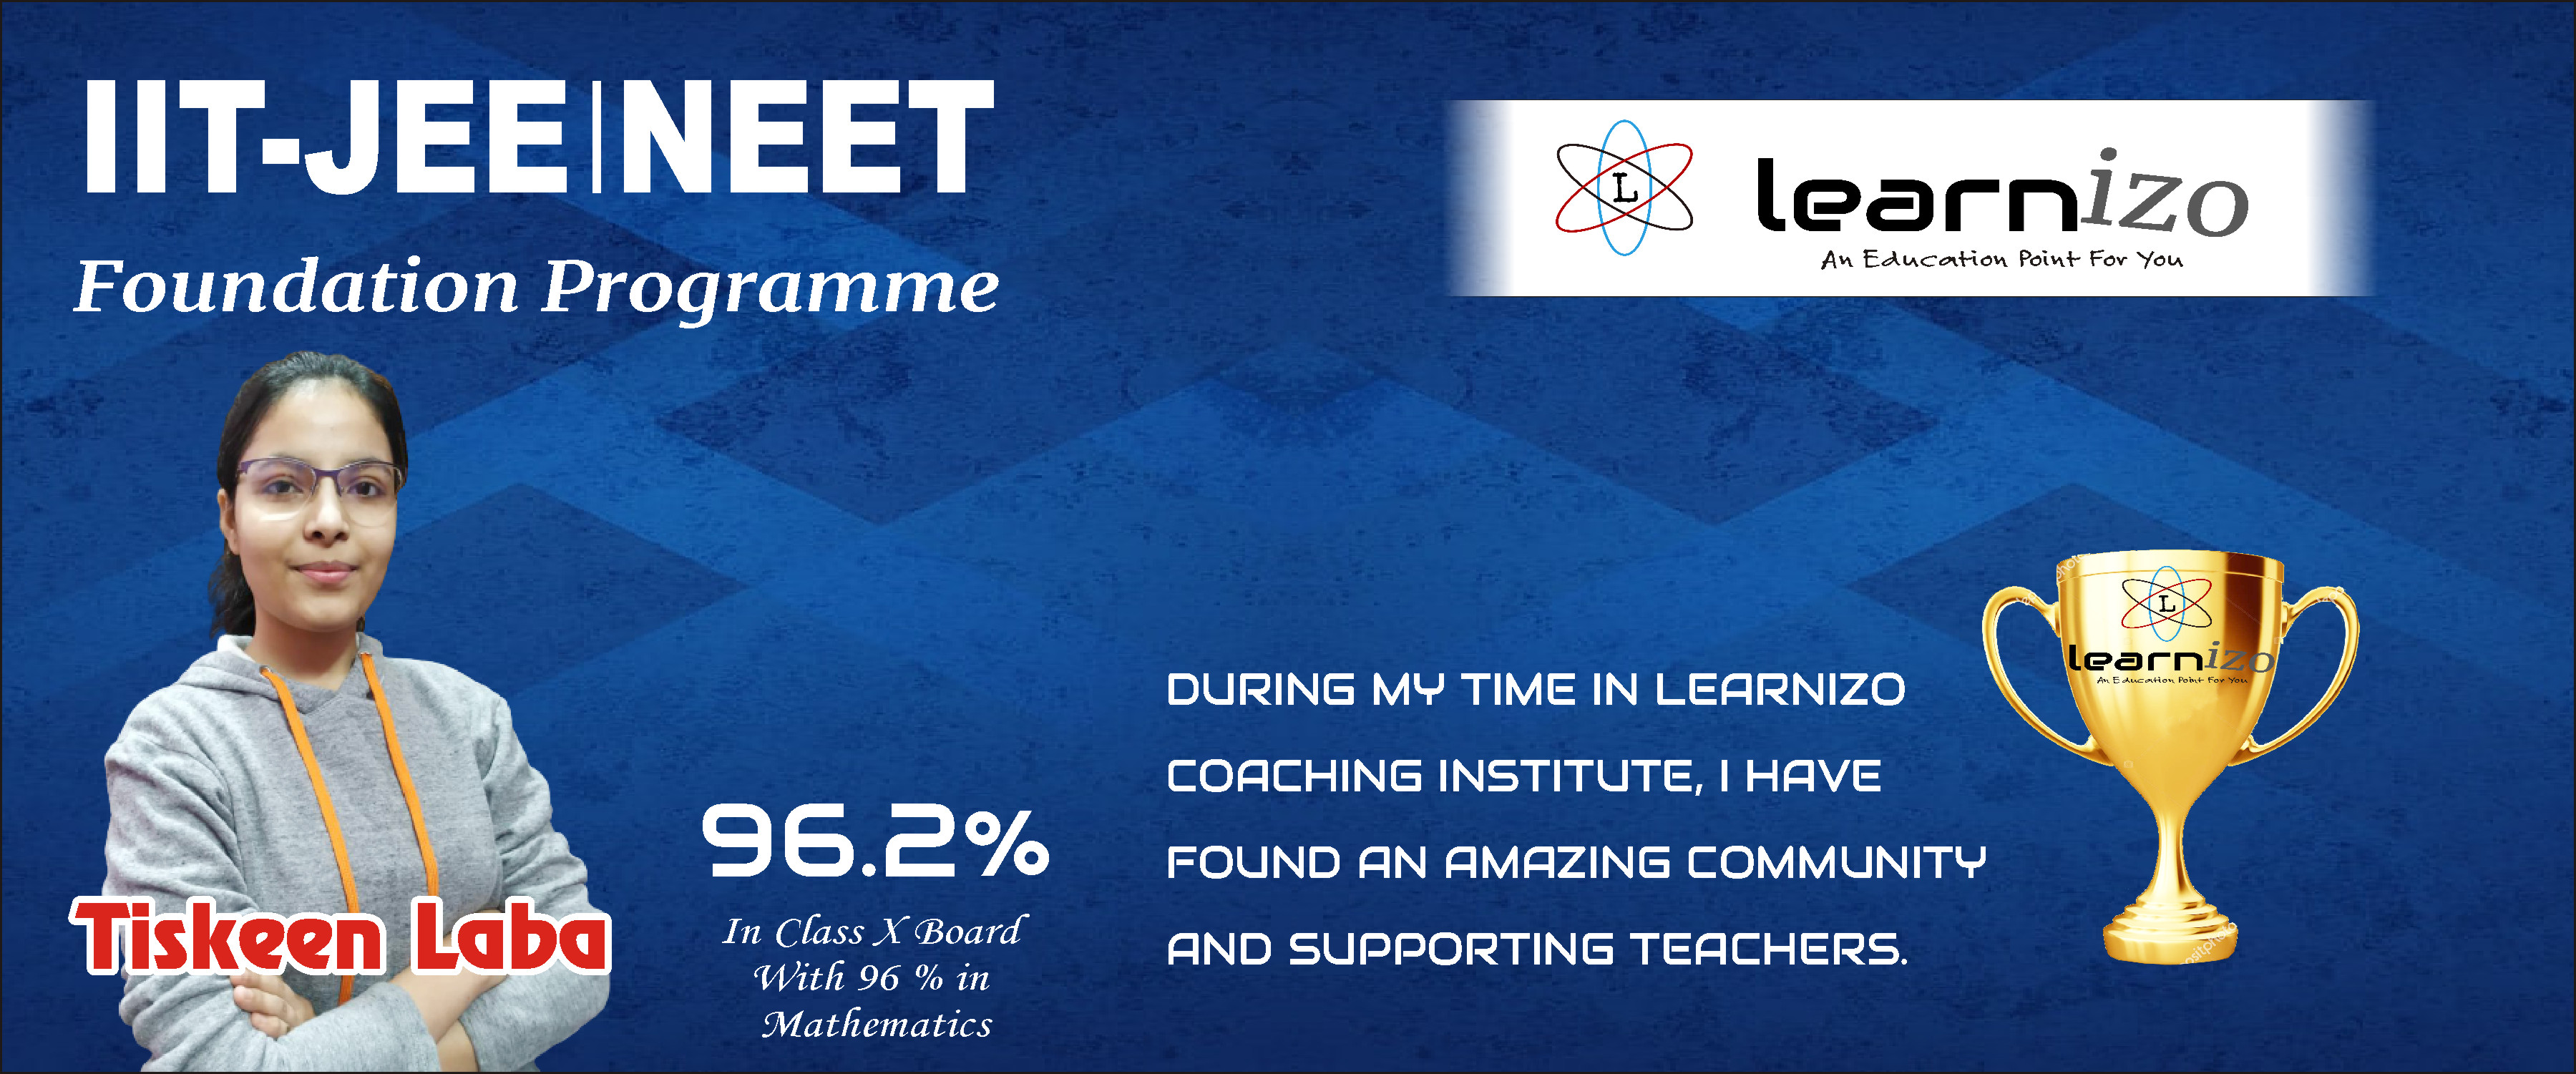 IIT-JEE|NEET
Foundation Programme
L
learnizo
An Education Point For You
Tiskeen Laba
96.2%
In Class X Board
With 96 % in
Mathematics
DURING MY TIME IN LEARNIZO
COACHING INSTITUTE, I HAVE
FOUND AN AMAZING COMMUNITY
AND SUPPORTING TEACHERS.
L
learnizo
An Education Point For You